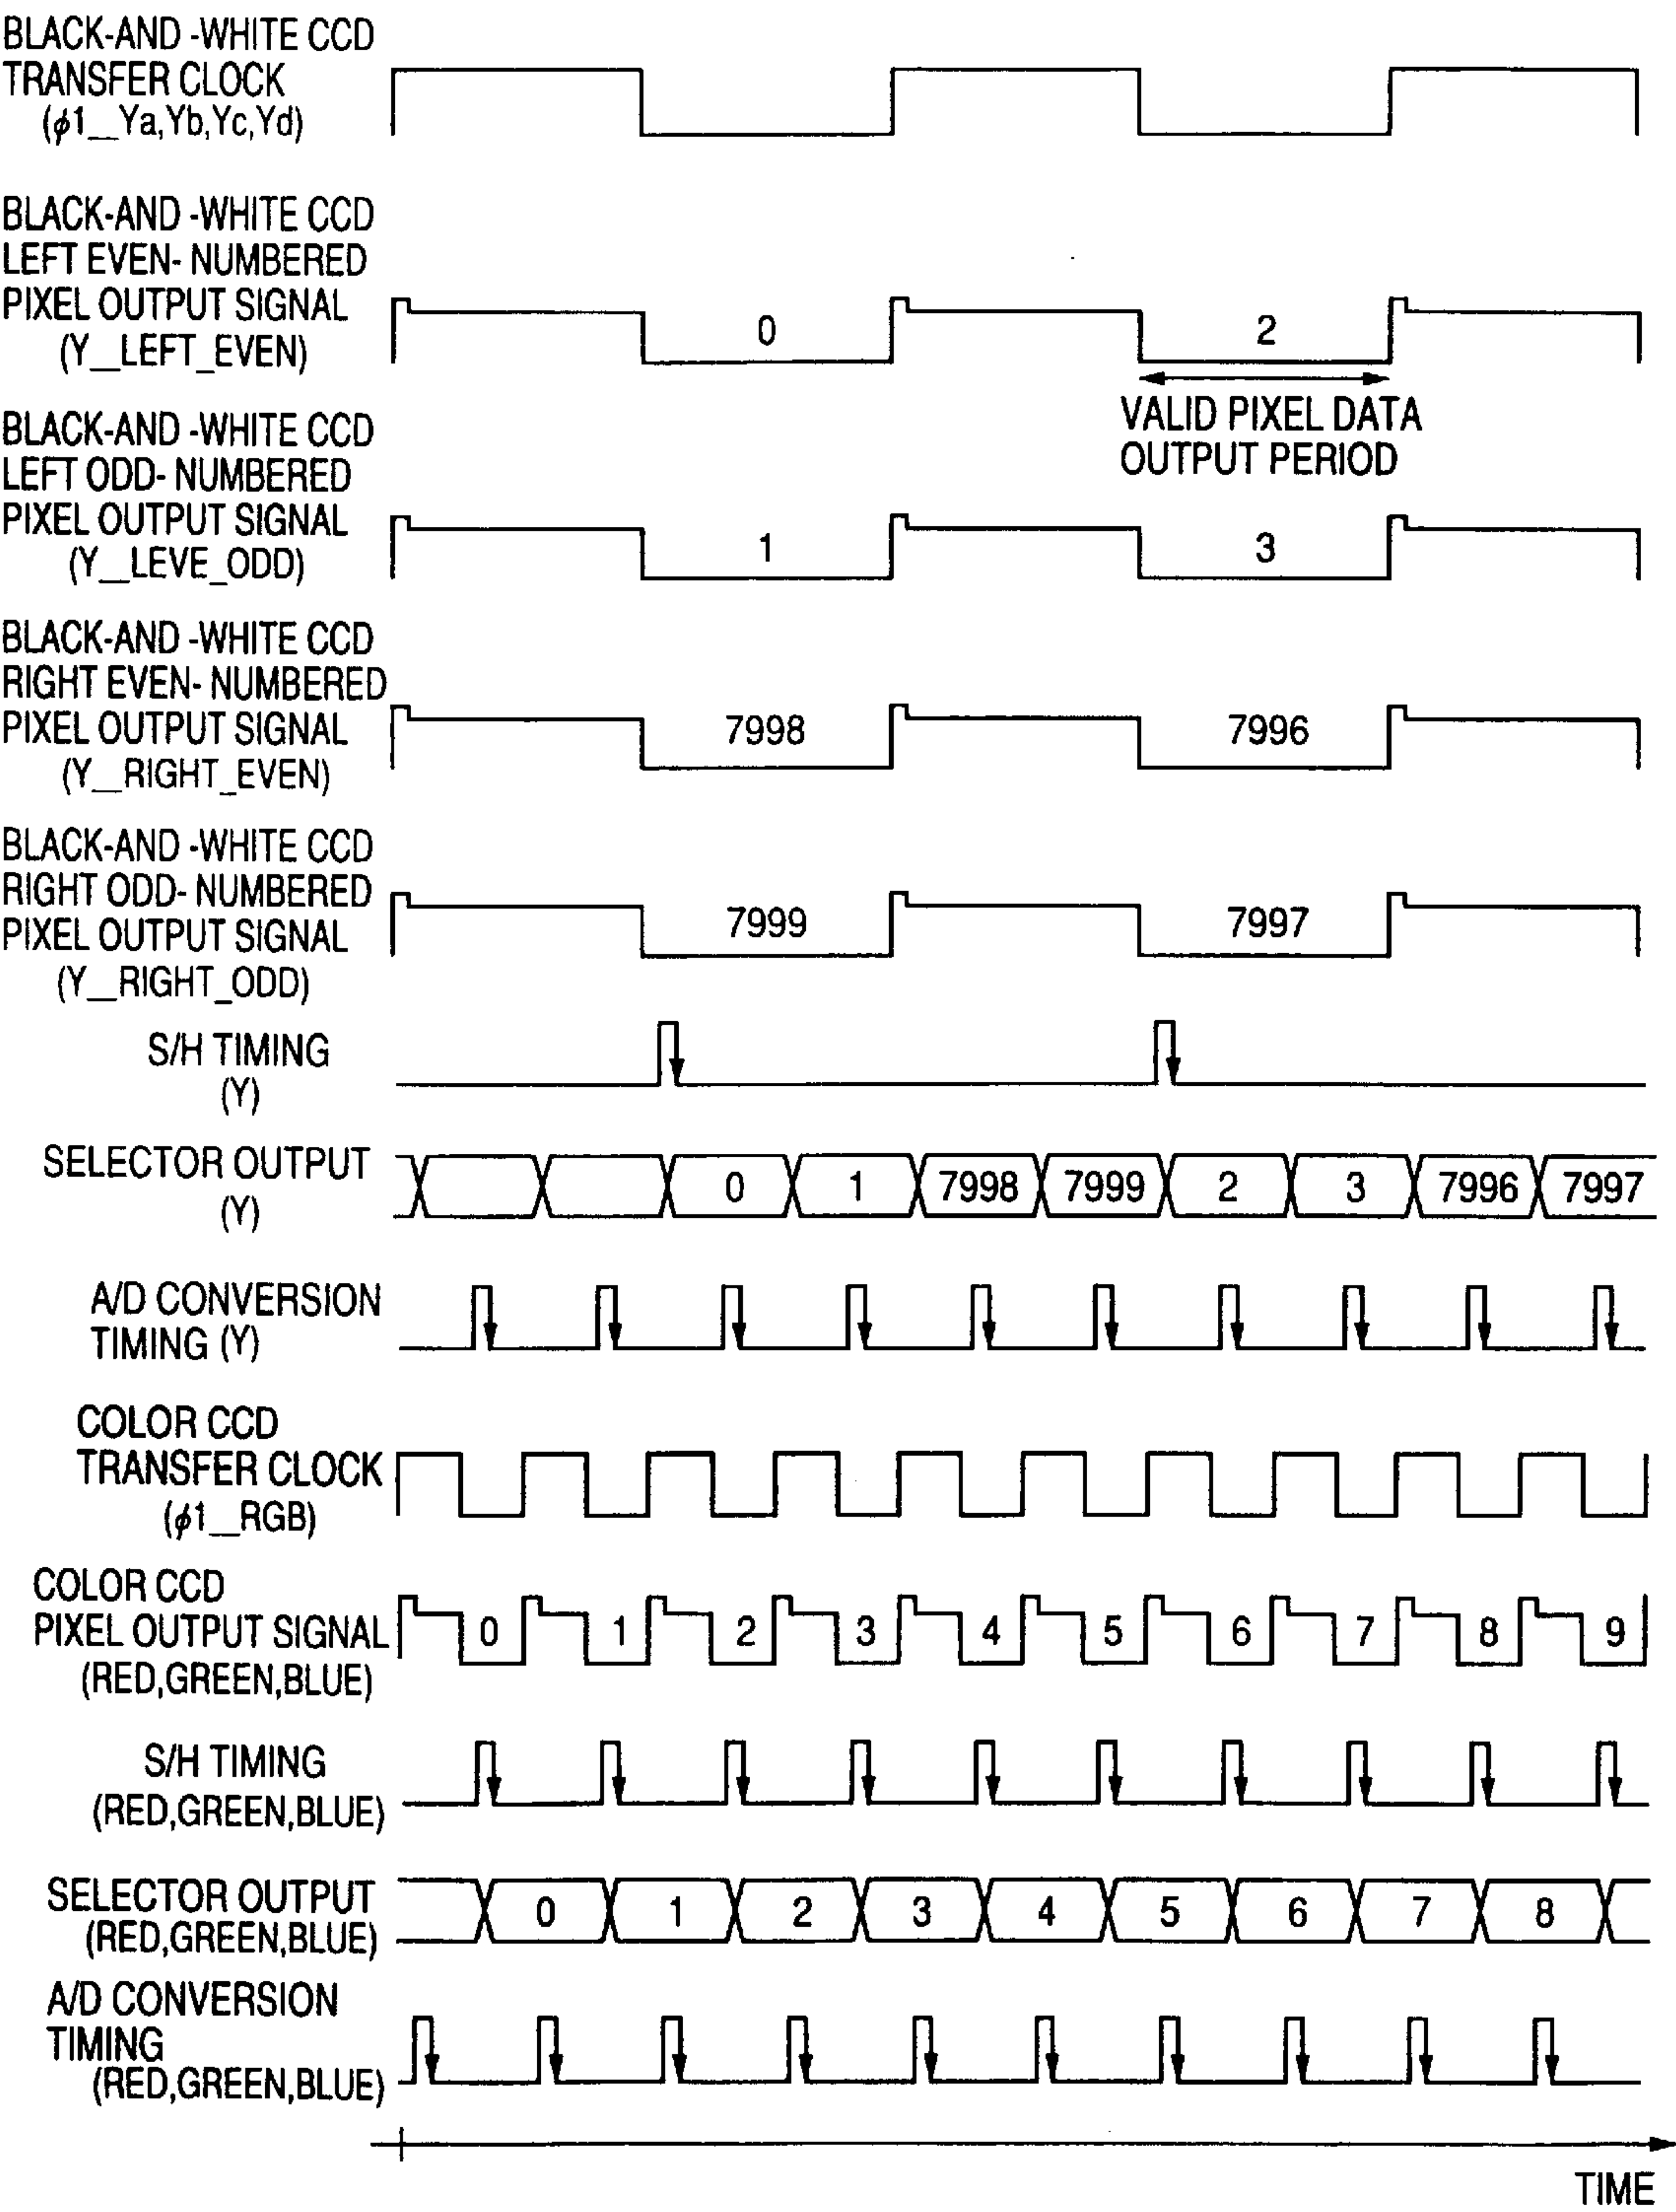 BLACK-AND -WHITE CCD
TRANSFER CLOCK
(ϕ1__Ya,Yb,Yc,Yd)
BLACK-AND -WHITE CCD
LEFT EVEN- NUMBERED
PIXEL OUTPUT SIGNAL
(Y__LEFT_EVEN)
0
2
VALID PIXEL DATA
OUTPUT PERIOD
BLACK-AND -WHITE CCD
LEFT ODD- NUMBERED
PIXEL OUTPUT SIGNAL
(Y__LEVE_ODD)
1
3
BLACK-AND -WHITE CCD
RIGHT EVEN- NUMBERED
PIXEL OUTPUT SIGNAL
(Y__RIGHT_EVEN)
7998
7996
BLACK-AND -WHITE CCD
RIGHT ODD- NUMBERED
PIXEL OUTPUT SIGNAL
(Y__RIGHT_ODD)
7999
7997
S/H TIMING
(Y)
SELECTOR OUTPUT
(Y)
0 1 7998 7999 2 3 7996 7997
A/D CONVERSION
TIMING (Y)
COLOR CCD
TRANSFER CLOCK
(ϕ1__RGB)
COLOR CCD
PIXEL OUTPUT SIGNAL
(RED,GREEN,BLUE)
0 1 2 3 4 5 6 7 8 9
S/H TIMING
(RED,GREEN,BLUE)
SELECTOR OUTPUT
(RED,GREEN,BLUE)
0 1 2 3 4 5 6 7 8
A/D CONVERSION
TIMING
(RED,GREEN,BLUE)
TIME